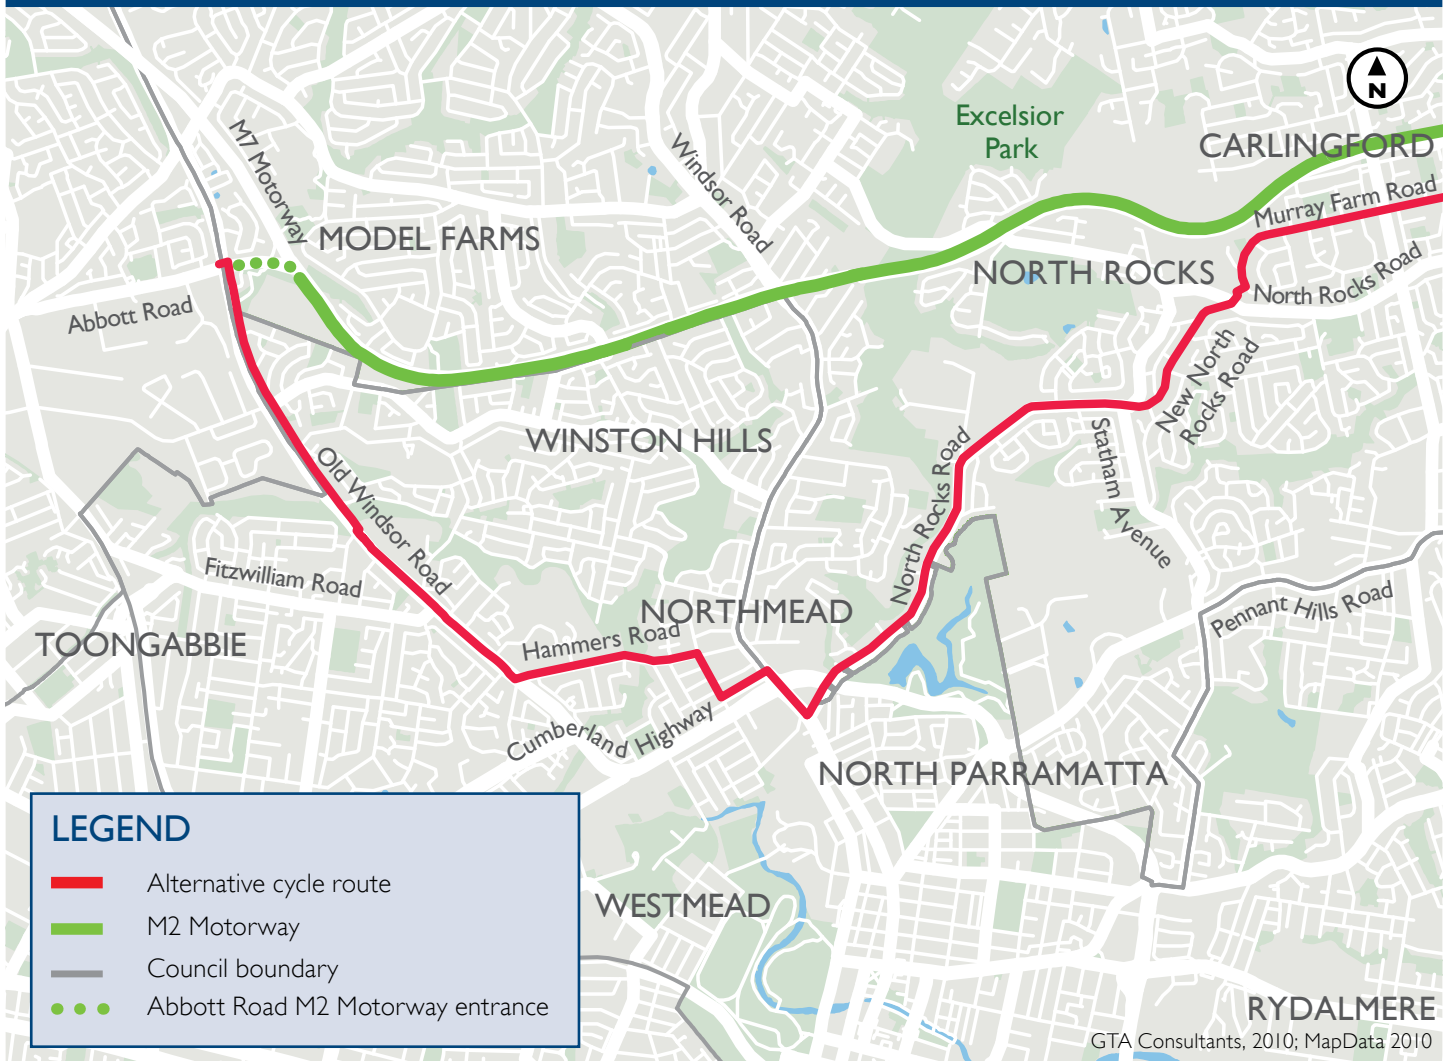 N
Excelsior
Park
CARLINGFORD
M7 Motorway
Windsor Road
Murray Farm Road
MODEL FARMS
NORTH ROCKS
North Rocks Road
Abbott Road
New North
Rocks Road
WINSTON HILLS
Old Windsor Road
North Rocks Road
Statham Avenue
Fitzwilliam Road
Pennant Hills Road
NORTHMEAD
TOONGABBIE
Hammers Road
Cumberland Highway
NORTH PARRAMATTA
LEGEND
Alternative cycle route
M2 Motorway
Council boundary
Abbott Road M2 Motorway entrance
WESTMEAD
RYDALMERE
GTA Consultants, 2010; MapData 2010